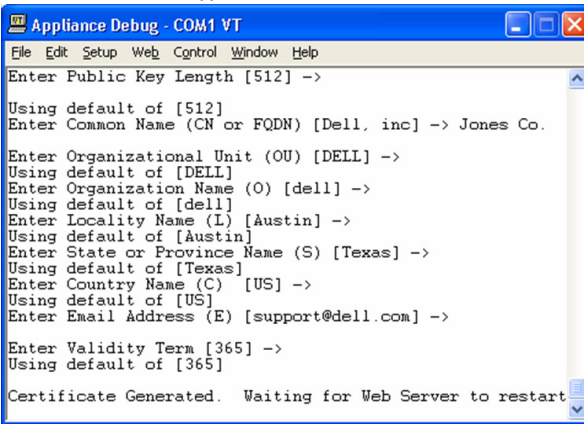 Appliance Debug - COM1 VT
File Edit Setup Web Control Window Help
Enter Public Key Length [512] ->
Using default of [512]
Enter Common Name (CN or FQDN) [Dell, inc] -> Jones Co.
Enter Organizational Unit (OU) [DELL] ->
Using default of [DELL]
Enter Organization Name (O) [dell] ->
Using default of [dell]
Enter Locality Name (L) [Austin] ->
Using default of [Austin]
Enter State or Province Name (S) [Texas] ->
Using default of [Texas]
Enter Country Name (C)  [US] ->
Using default of [US]
Enter Email Address (E) [support@dell.com] ->
Enter Validity Term [365] ->
Using default of [365]
Certificate Generated.  Waiting for Web Server to restart